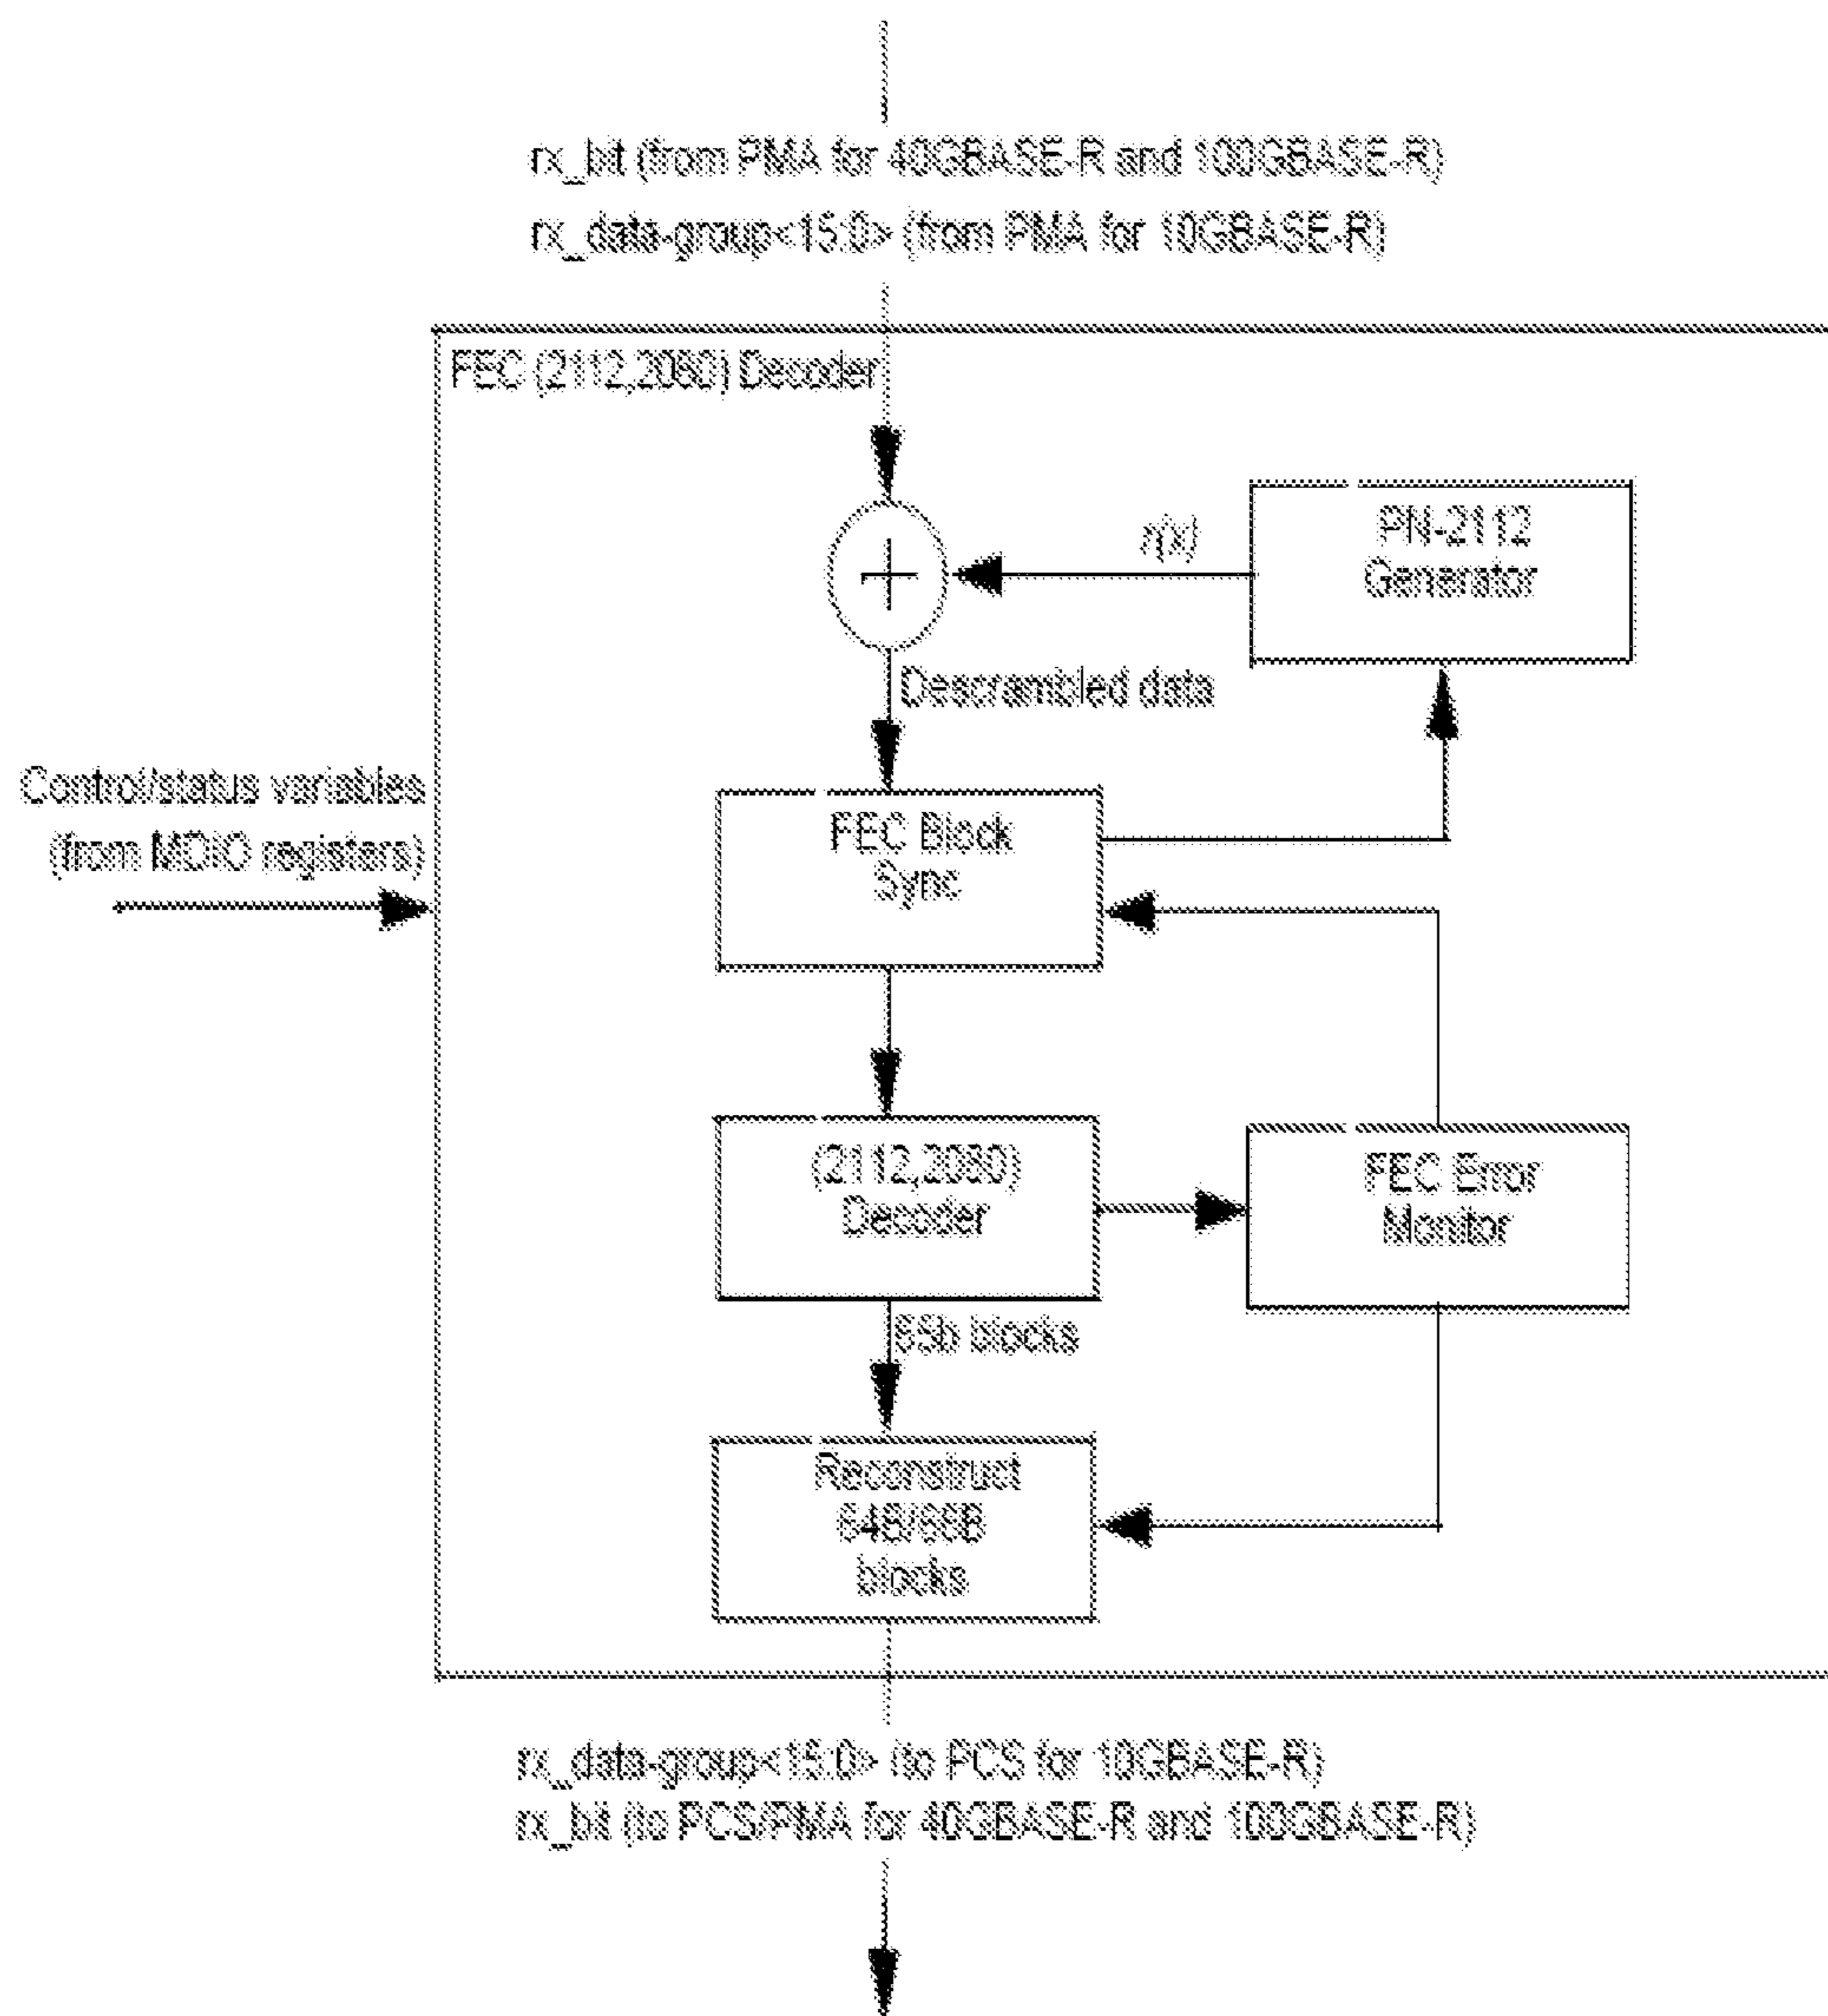 rx_bit (from PMA for 40GBASE-R and 100GBASE-R)
rx_data-group<15:0> (from PMA for 10GBASE-R)
FEC (2112,2080) Decoder
r(x)
PN-2112
Generator
Descrambled data
Control/status variables
(from MDIO registers)
FEC Block
Sync
(2112,2080)
Decoder
FEC Error
Monitor
65b blocks
Reconstruct
64B/66B
blocks
rx_data-group<15:0> (to PCS for 10GBASE-R)
rx_bit (to PCS/PMA for 40GBASE-R and 100GBASE-R)